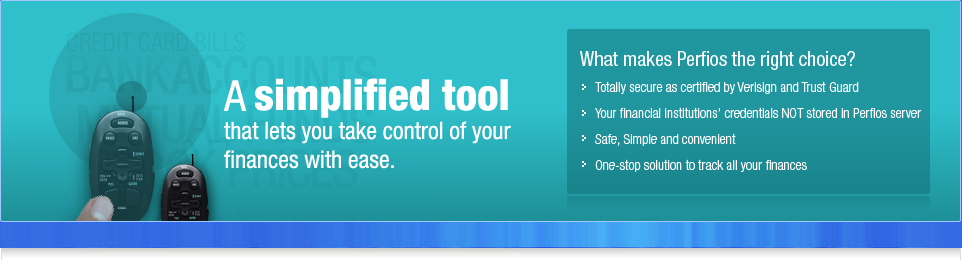 CREDIT CARD BILLS
BANK ACCOUNTS
A simplified tool
that lets you take control of your
finances with ease.
What makes Perfios the right choice?
Totally secure as certified by Verisign and Trust Guard
Your financial institutions' credentials NOT stored in Perfios server
Safe, Simple and convenient
One-stop solution to track all your finances